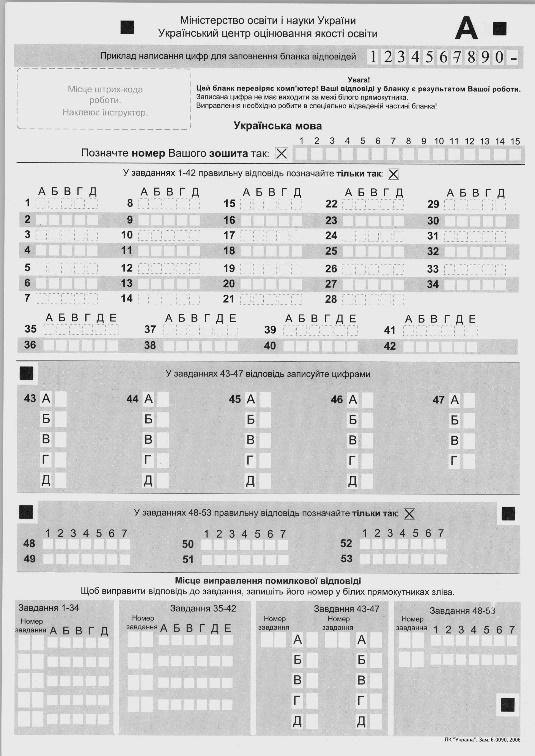 Міністерство освіти і науки України
Український центр оцінювання якості освіти
А
Приклад написання цифр для заповнення бланка відповідей 1 2 3 4 5 6 7 8 9 0 -
Місце штрих-кода
роботи.
Наклеює інструктор.
Увага!
Цей бланк перевіряє комп'ютер! Ваші відповіді у бланку є результатом Вашої роботи.
Записана цифра не має виходити за межі білого прямокутника.
Виправлення необхідно робити в спеціально відведеній частині бланка!
Українська мова
1 2 3 4 5 6 7 8 9 10 11 12 13 14 15
Позначте номер Вашого зошита так:
У завданнях 1-42 правильну відповідь позначайте тільки так:
А Б В Г Д А Б В Г Д А Б В Г Д А Б В Г Д А Б В Г Д
1 8 15 22 29
2 9 16 23 30
3 10 17 24 31
4 11 18 25 32
5 12 19 26 33
6 13 20 27 34
7 14 21 28
А Б В Г Д Е А Б В Г Д Е А Б В Г Д Е А Б В Г Д Е
35 37 39 41
36 38 40 42
У завданнях 43-47 відповідь записуйте цифрами
43 А 44 А 45 А 46 А 47 А
Б Б Б Б Б
В В В В В
Г Г Г Г Г
Д Д Д Д
У завданнях 48-53 правильну відповідь позначайте тільки так:
1 2 3 4 5 6 7 1 2 3 4 5 6 7 1 2 3 4 5 6 7
48 50 52
49 51 53
Місце виправлення помилкової відповіді
Щоб виправити відповідь до завдання, запишіть його номер у білих прямокутниках зліва.
Завдання 1-34 Завдання 35-42 Завдання 43-47 Завдання 48-53
Номер завдання А Б В Г Д
Номер завдання А Б В Г Д Е
Номер завдання А Номер завдання А
Б Б
В В
Г Г
Д Д
Номер завдання 1 2 3 4 5 6 7
ПК "Україна". Зам. 6-0090, 2006